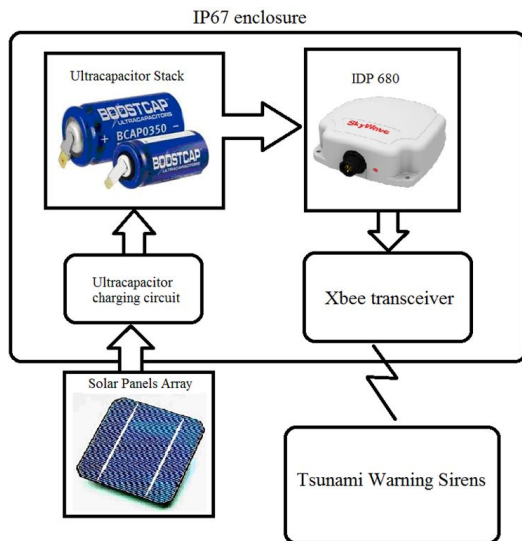 IP67 enclosure
Ultracapacitor Stack
BOOSTCAP
ULTRACAPACITORS
+ BCAP0350 -
BOOSTCAP
ULTRACAPACITORS
IDP 680
SkyWave
Ultracapacitor
charging circuit
Xbee transceiver
Solar Panels Array
Tsunami Warning Sirens